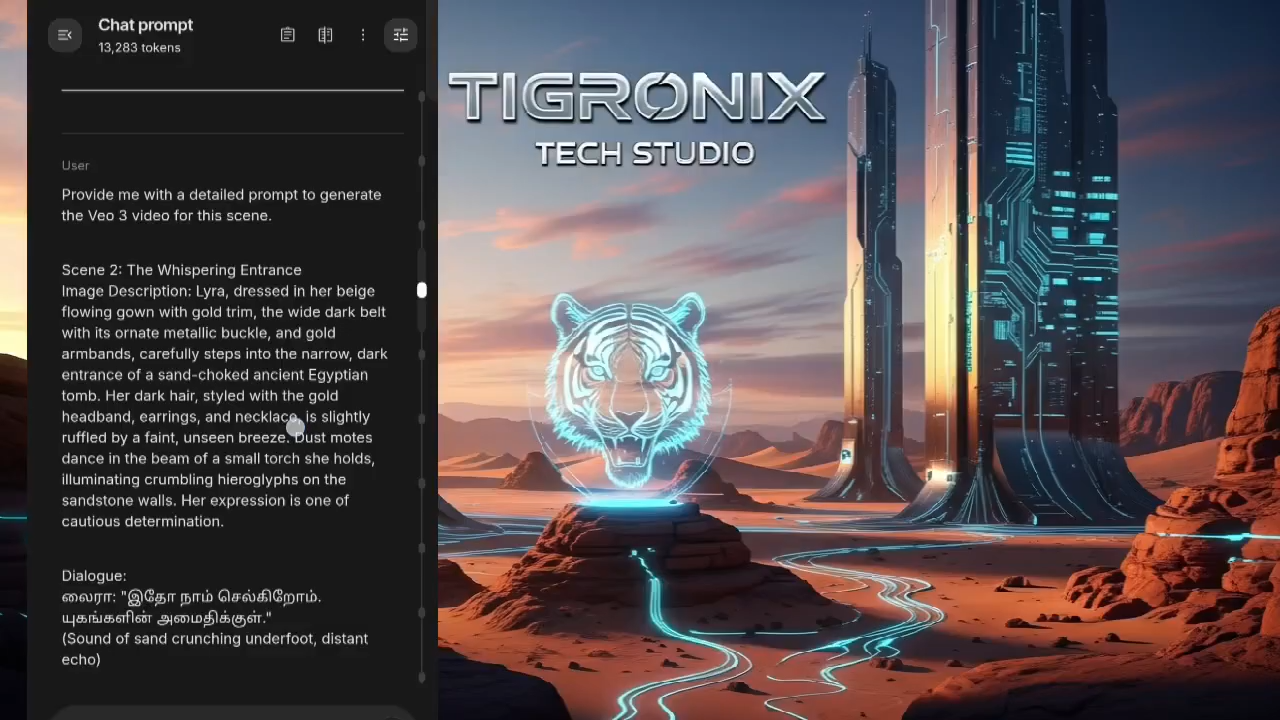 Chat prompt
13,283 tokens
User
Provide me with a detailed prompt to generate
the Veo 3 video for this scene.
Scene 2: The Whispering Entrance
Image Description: Lyra, dressed in her beige
flowing gown with gold trim, the wide dark belt
with its ornate metallic buckle, and gold
armbands, carefully steps into the narrow, dark
entrance of a sand-choked ancient Egyptian
tomb. Her dark hair, styled with the gold
headband, earrings, and necklace, is slightly
ruffled by a faint, unseen breeze. Dust motes
dance in the beam of a small torch she holds,
illuminating crumbling hieroglyphs on the
sandstone walls. Her expression is one of
cautious determination.
Dialogue:
லைரா: "இதோ நாம் செல்கிறோம்.
யுகங்களின் அமைதிக்குள்."
(Sound of sand crunching underfoot, distant
echo)
TIGRONIX
TECH STUDIO